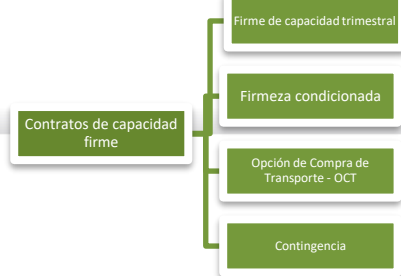 Firme de capacidad trimestral
Firmeza condicionada
Contratos de capacidad
firme
Opción de Compra de
Transporte - OCT
Contingencia